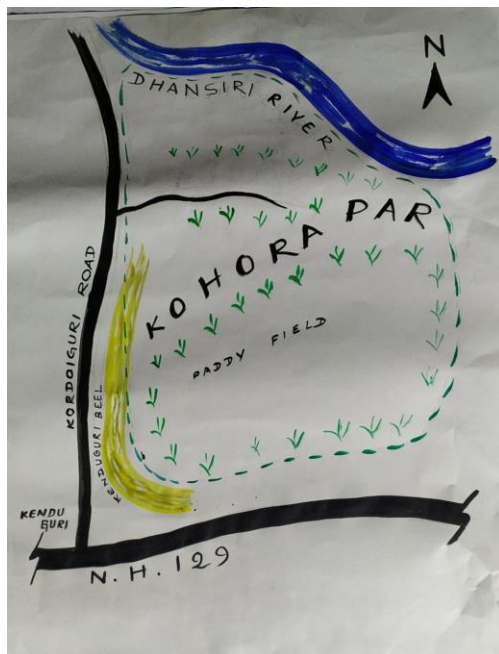 N
DHANSIRI RIVER
KOHORA PAR
PADDY FIELD
KORDOIGURI ROAD
KENDUGURI BEEL
KENDU
GURI
N. H. 129